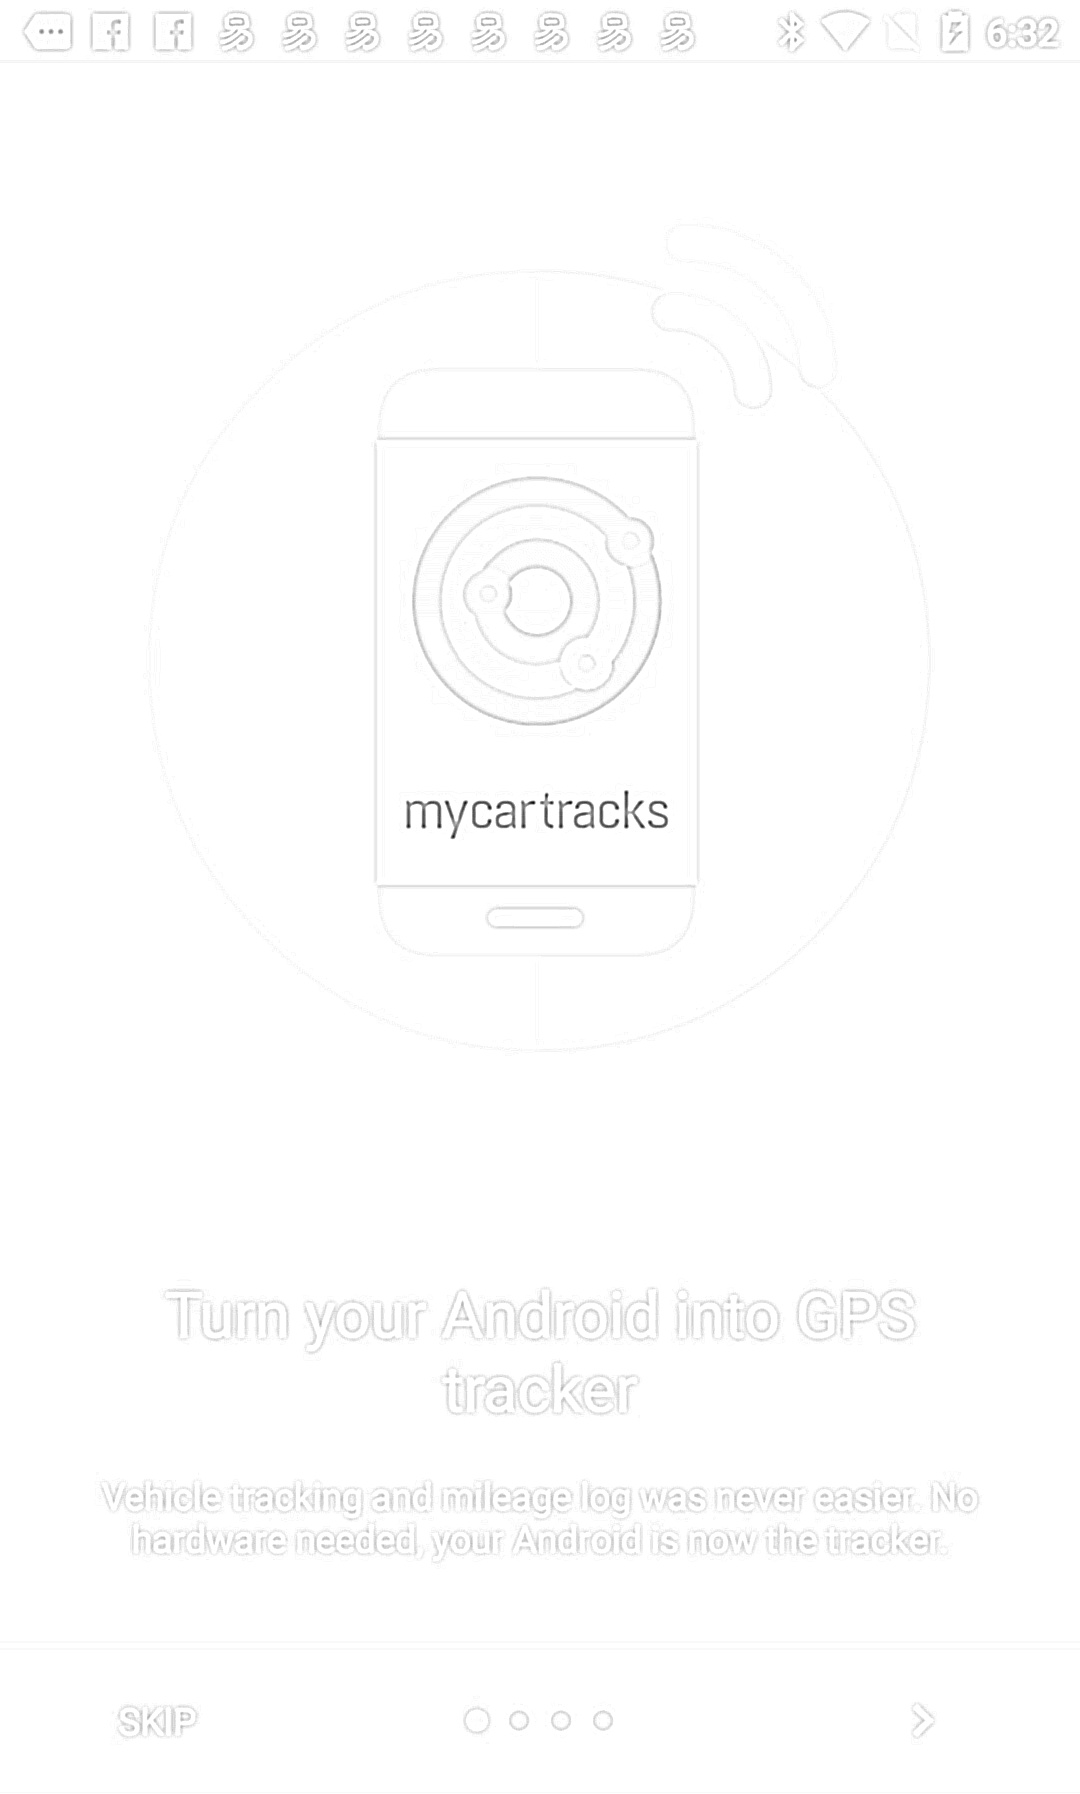 6:32
mycartracks
Turn your Android into GPS
tracker
Vehicle tracking and mileage log was never easier. No
hardware needed, your Android is now the tracker.
SKIP